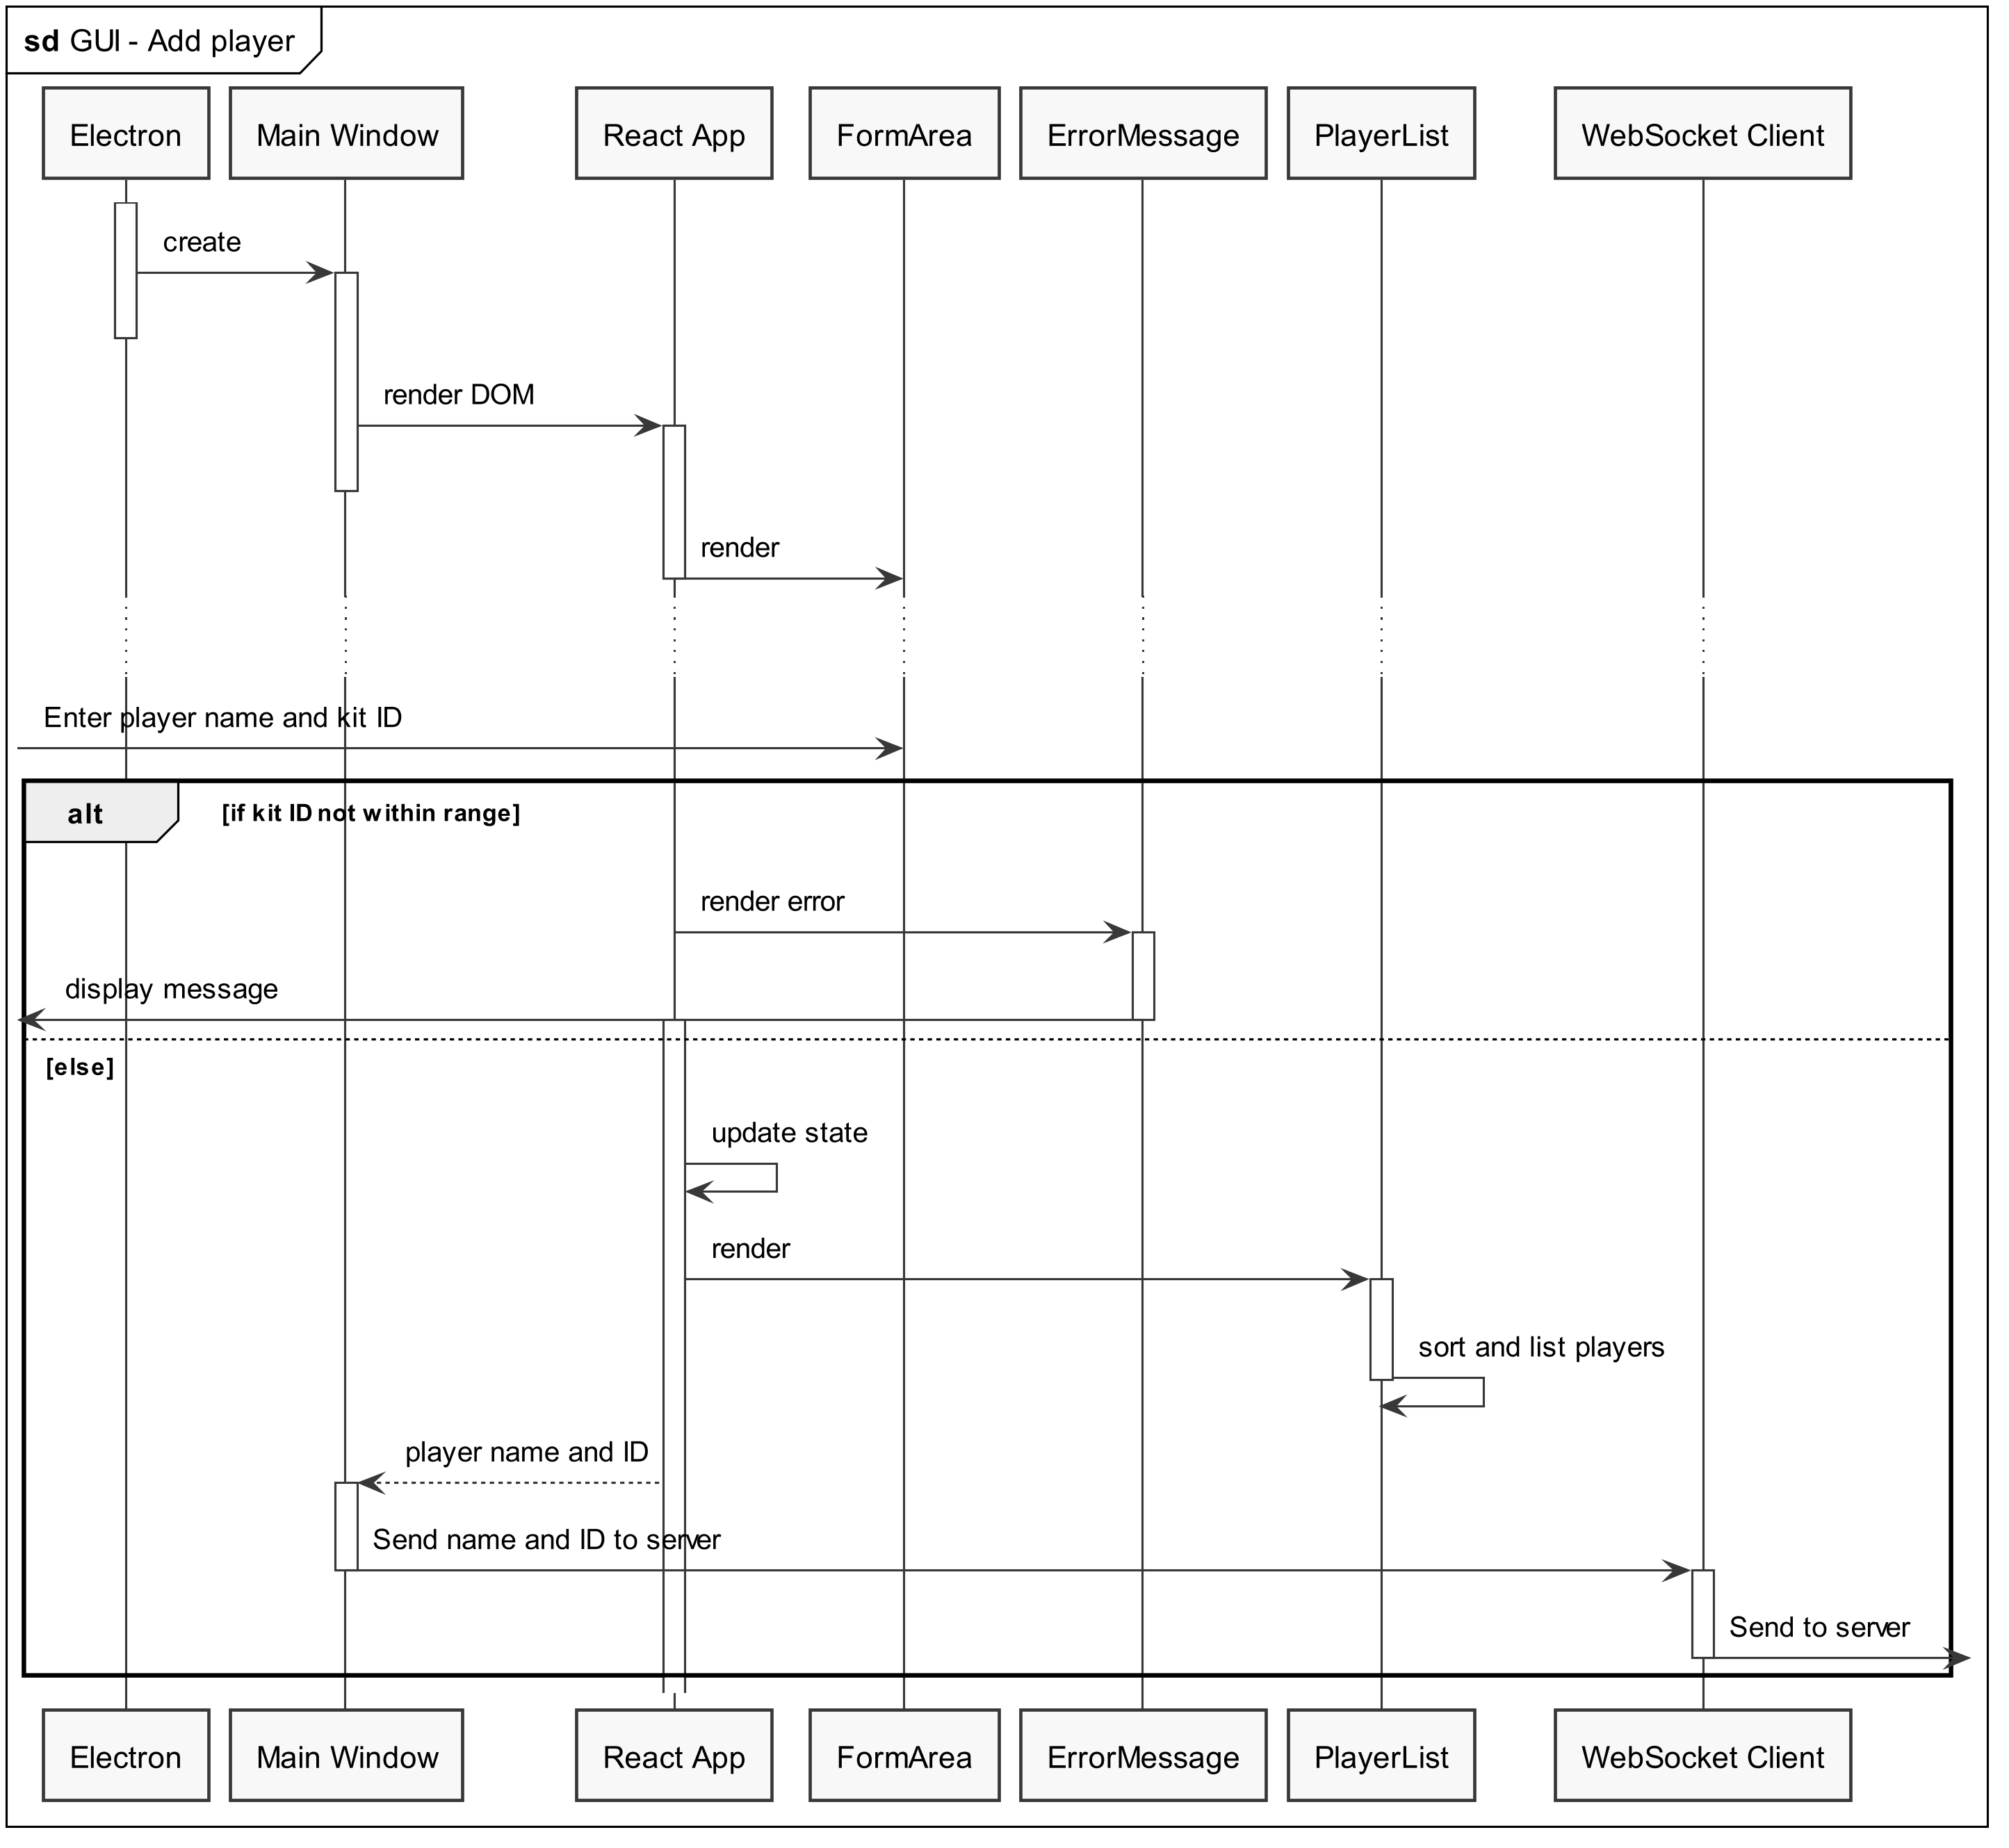 sd GUI - Add player
Electron
Main Window
React App
FormArea
ErrorMessage
PlayerList
WebSocket Client
create
render DOM
render
Enter player name and kit ID
alt
[if kit ID not within range]
render error
display message
[else]
update state
render
sort and list players
player name and ID
Send name and ID to server
Send to server
Electron
Main Window
React App
FormArea
ErrorMessage
PlayerList
WebSocket Client